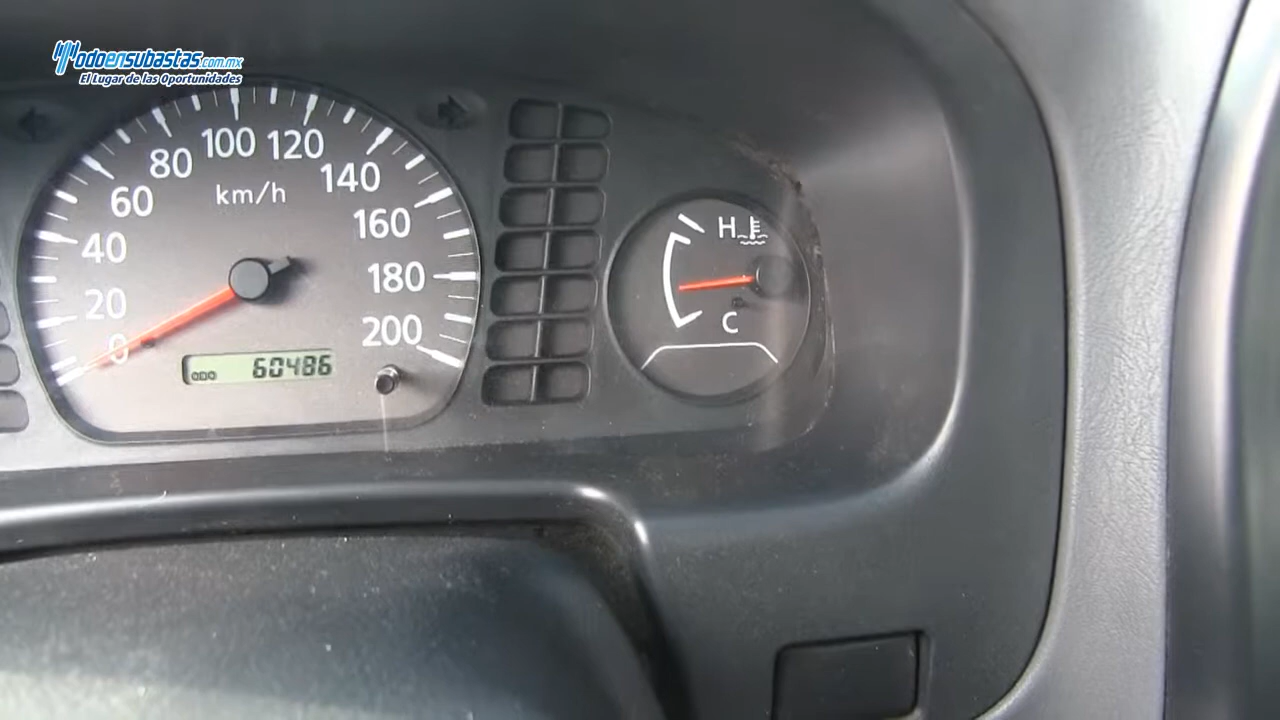 Todoensubastas.com.mx
El Lugar de las Oportunidades
0
20
40
60
80
100
120
140
160
180
200
km/h
ODO 60486
H
C